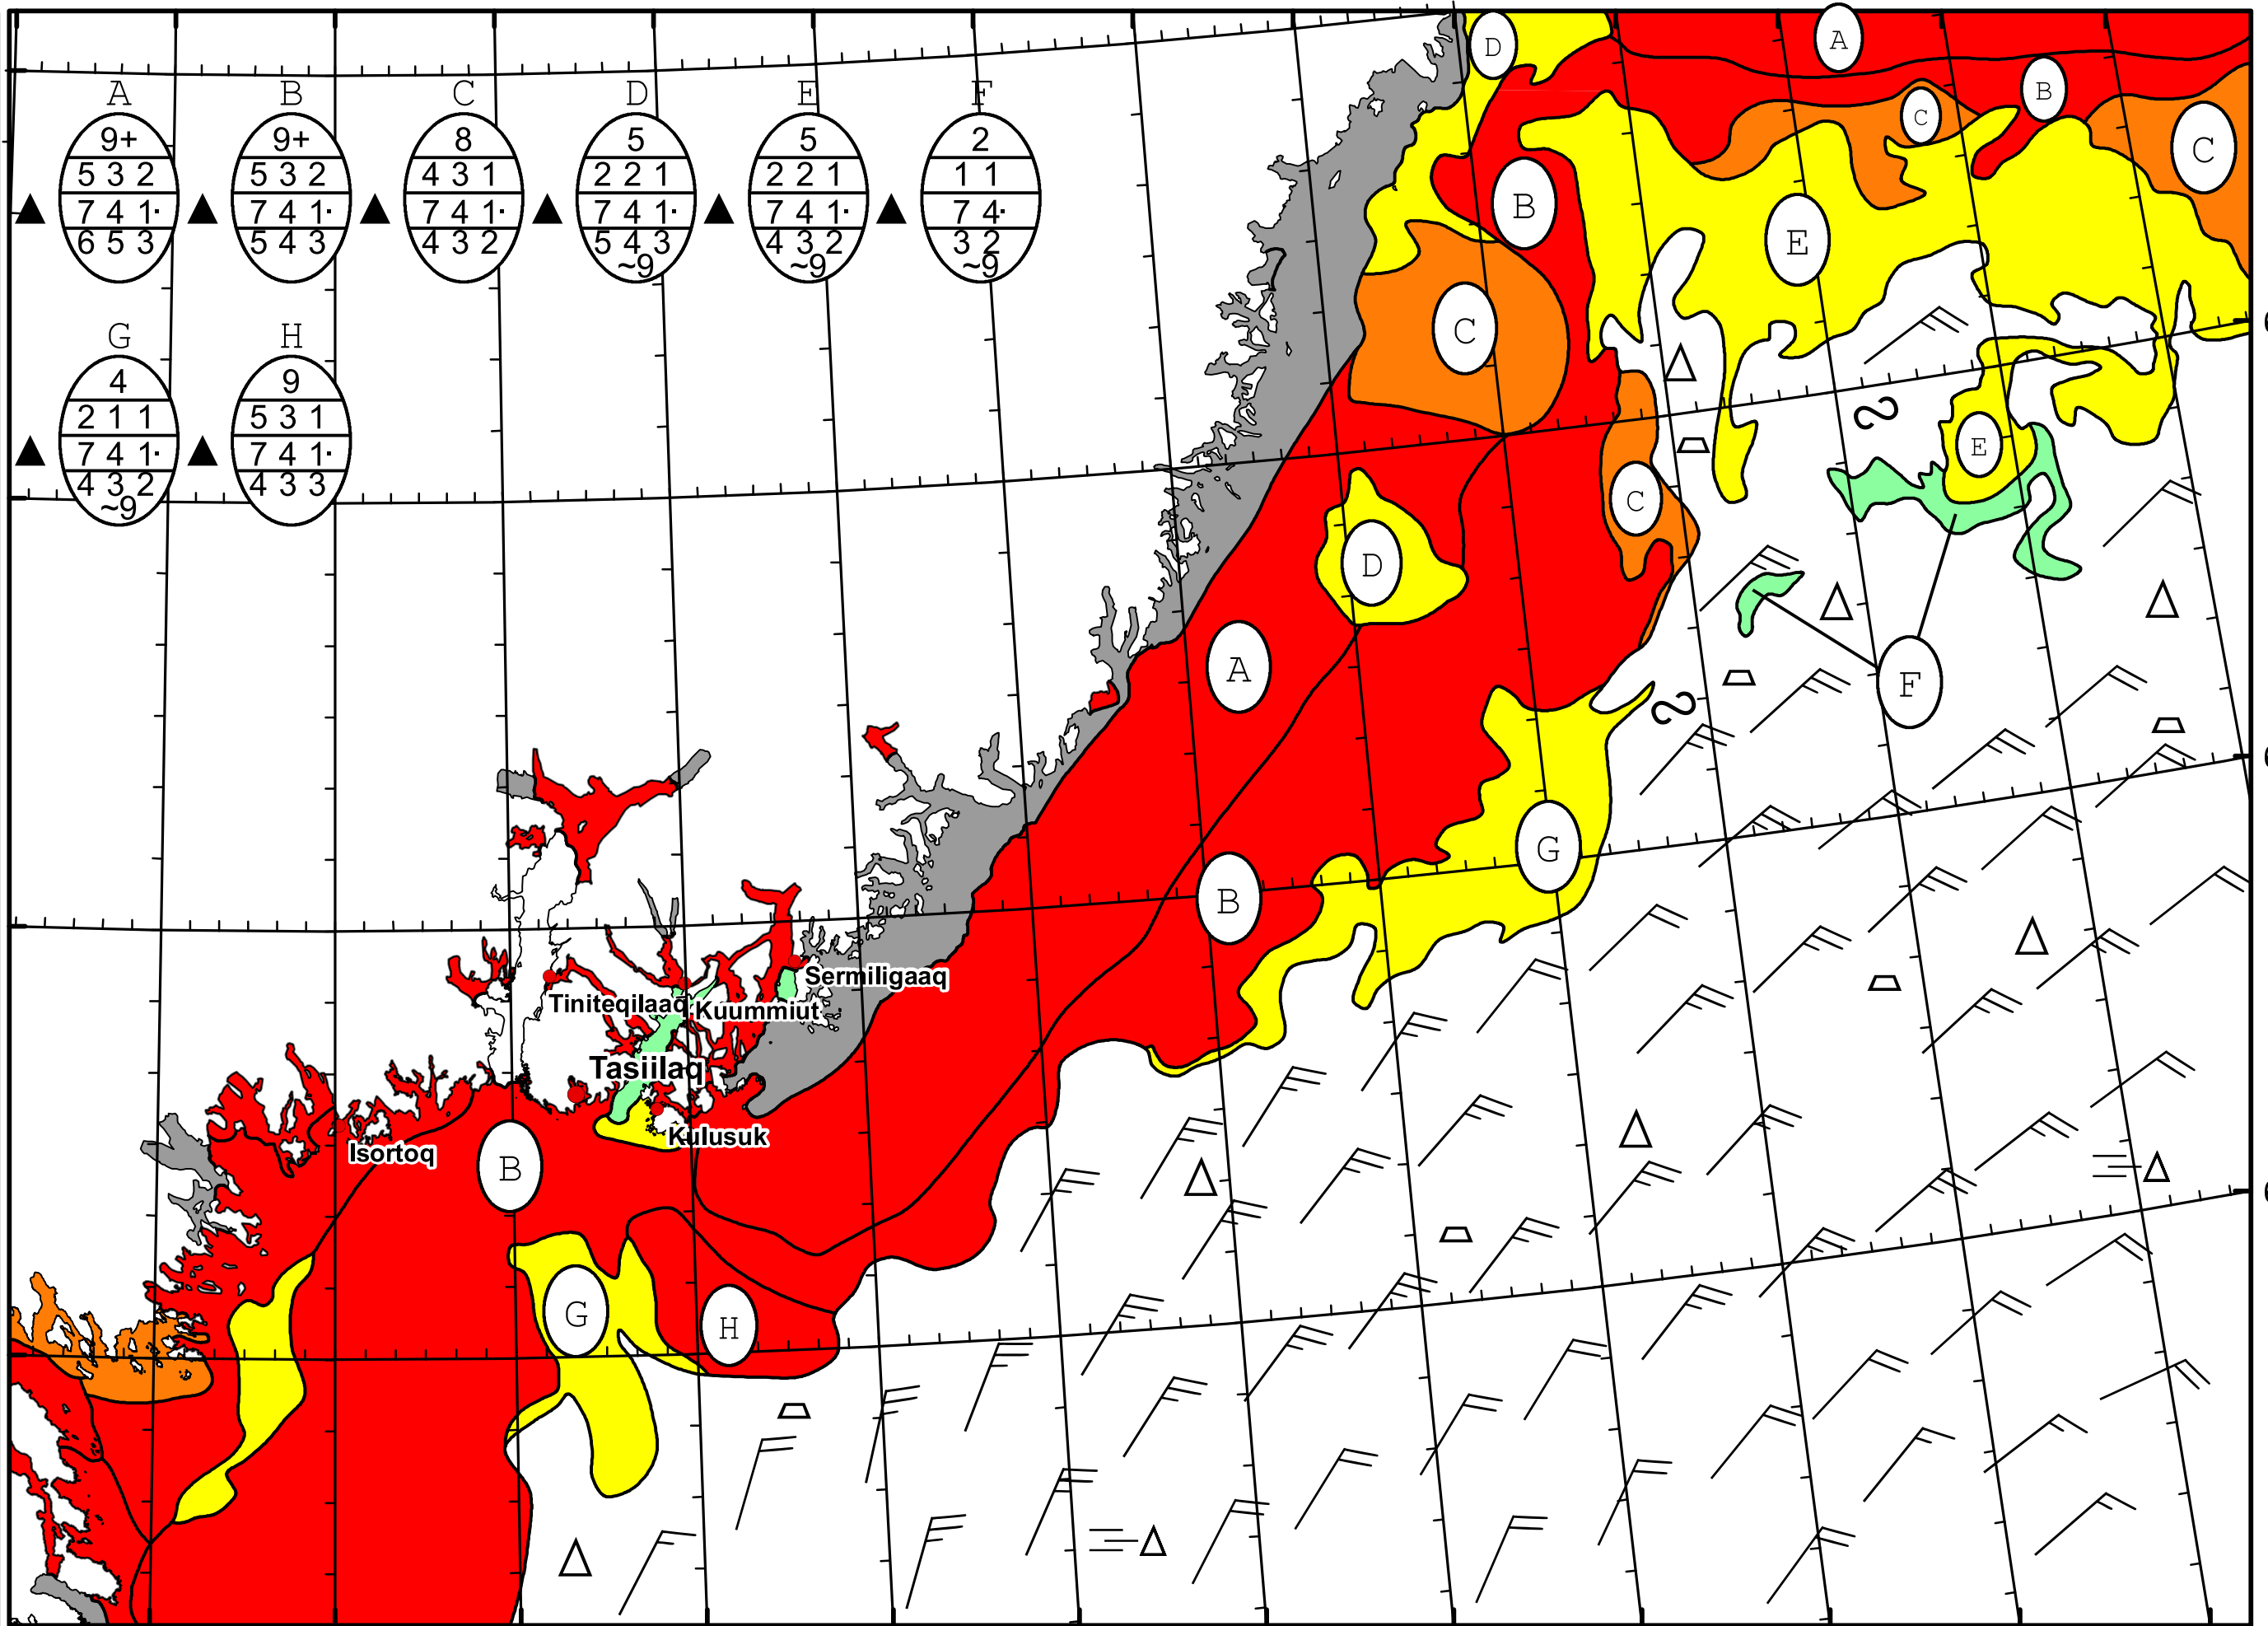 A B C D E F
9+ 9+ 8 5 5 2
5 3 2 5 3 2 4 3 1 2 2 1 2 2 1 1 1
7 4 1· 7 4 1· 7 4 1· 7 4 1· 7 4 1· 7 4·
6 5 3 5 4 3 4 3 2 5 4 3 4 3 2 3 2
~9 ~9 ~9
G H
4 9
2 1 1 5 3 1
7 4 1· 7 4 1·
4 3 2 4 3 3
~9
D
A
B
C
C
B
E
C
E
C
D
A
F
G
B
Sermiligaaq
Tiniteqilaaq
Kuummiut
Tasiilaq
Kulusuk
Isortoq
B
G
H